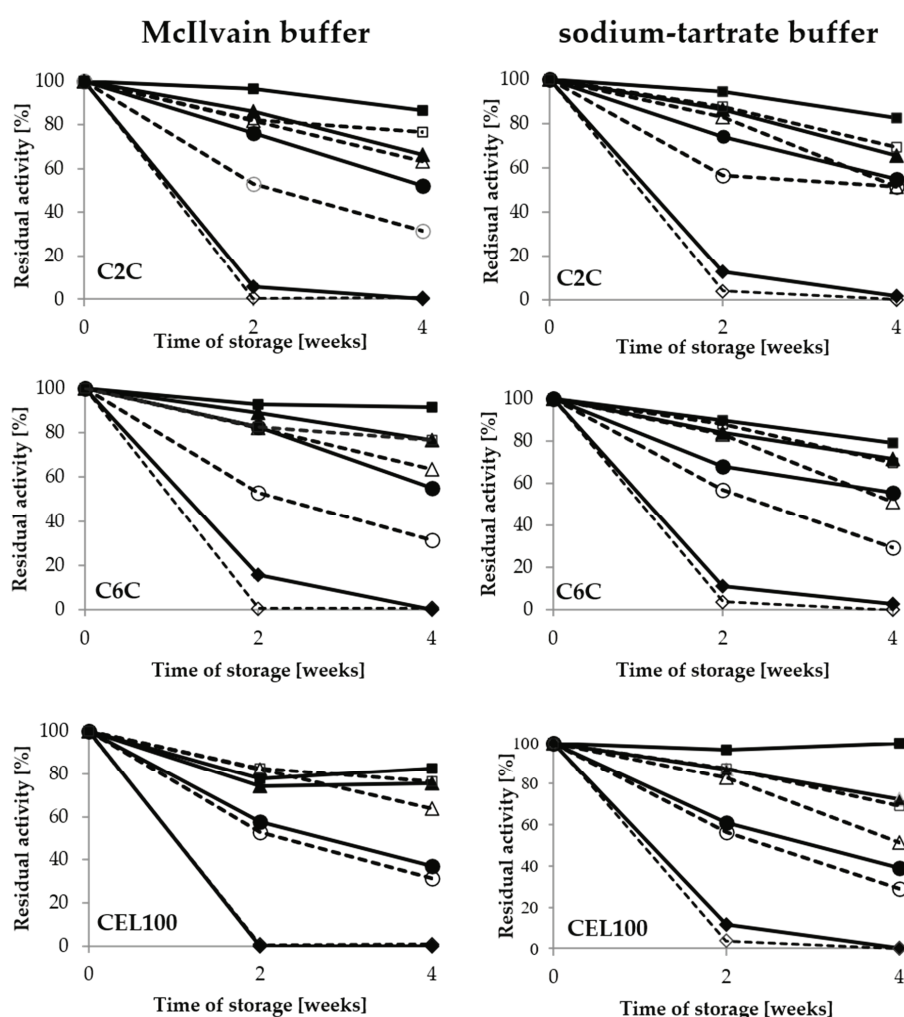 McIlvain buffer
sodium-tartrate buffer
Residual activity [%]
100
80
60
40
20
0
C2C
0
2
4
Time of storage [weeks]
Redisual activity [%]
100
80
60
40
20
0
C2C
0
2
4
Time of storage [weeks]
Residual activity [%]
100
80
60
40
20
0
C6C
0
2
4
Time of storage [weeks]
Residual activity [%]
100
80
60
40
20
0
C6C
0
2
4
Time of storage [weeks]
Residual activity [%]
100
80
60
40
20
0
CEL100
0
2
4
Time of storage [weeks]
Residual activity [%]
100
80
60
40
20
0
CEL100
0
2
4
Time of storage [weeks]